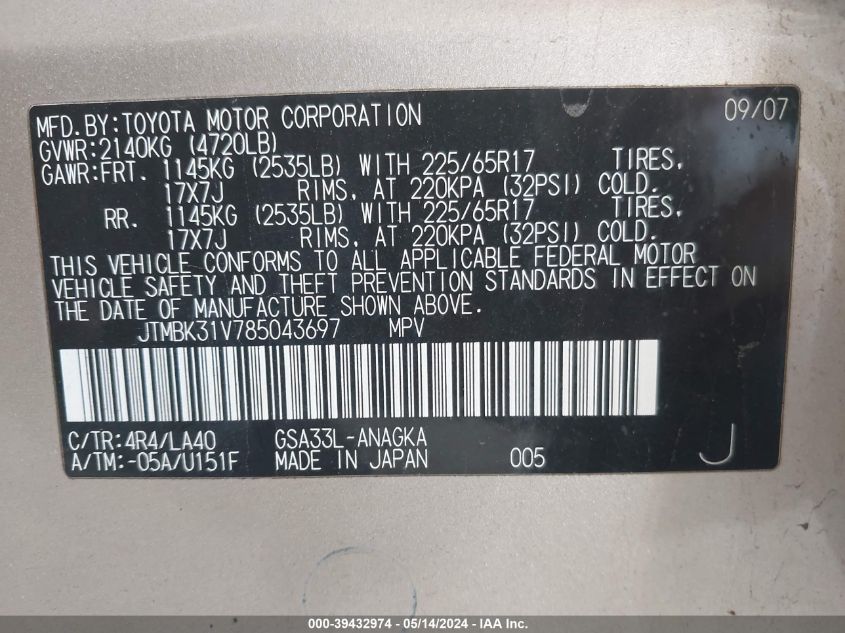 09/07
MFD.BY:TOYOTA MOTOR CORPORATION
GVWR:2140KG (4720LB)
GAWR:FRT. 1145KG (2535LB) WITH 225/65R17 TIRES,
17X7J RIMS, AT 220KPA (32PSI) COLD.
RR. 1145KG (2535LB) WITH 225/65R17 TIRES,
17X7J RIMS, AT 220KPA (32PSI) COLD.
THIS VEHICLE CONFORMS TO ALL APPLICABLE FEDERAL MOTOR
VEHICLE SAFETY AND THEFT PREVENTION STANDARDS IN EFFECT ON
THE DATE OF MANUFACTURE SHOWN ABOVE.
JTMBK31V785043697 MPV
C/TR:4R4/LA40 GSA33L-ANAGKA
A/TM:-05A/U151F MADE IN JAPAN 005 J
000-39432974 - 05/14/2024 - IAA Inc.